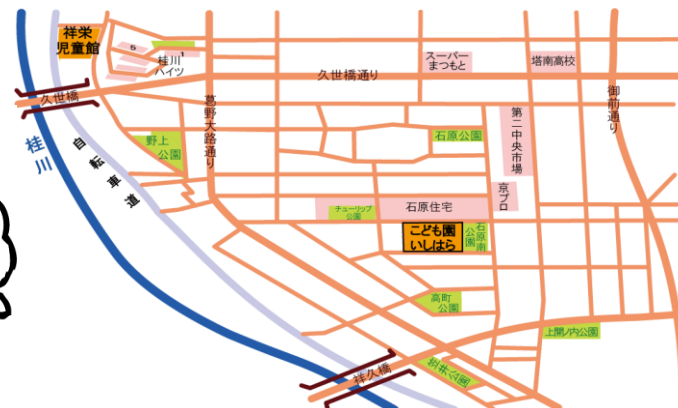 祥栄
児童館
5
1
桂川
ハイツ
スーパー
まつもと
塔南高校
久世橋通り
久世橋
葛野大路通り
御前通り
第二中央市場
桂川
自転車道
野上
公園
石原公園
京プロ
チューリップ
公園
石原住宅
こども園
いしはら
石原南
公園
高町
公園
上開ノ内公園
祥久橋